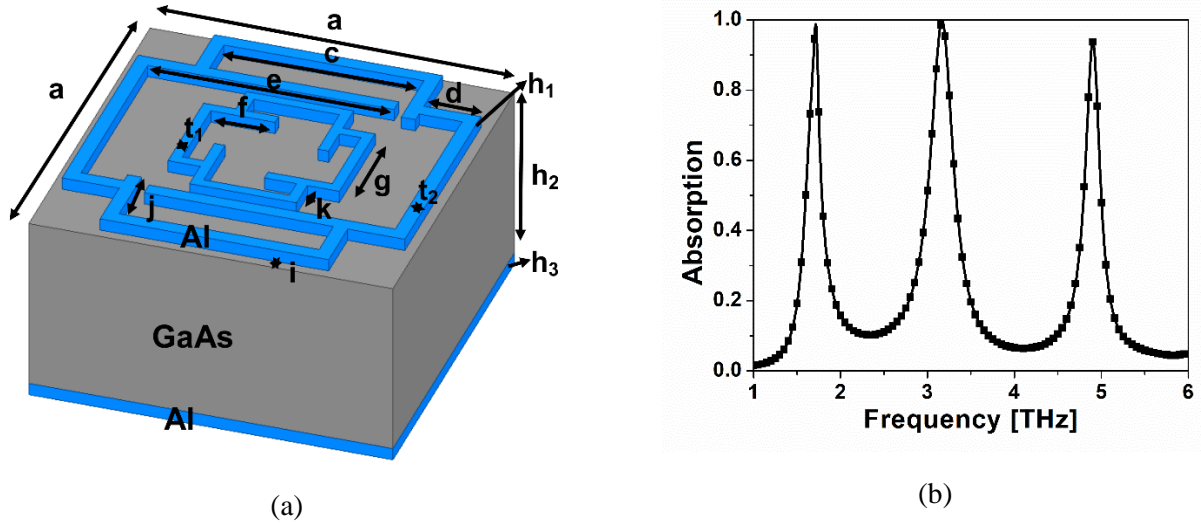 a
c
a
e
d
h₁
f
t₁
h₂
g
t₂
j
k
Al
h₃
i
GaAs
Al
(a)
1.0
0.8
0.6
0.4
0.2
0.0
Absorption
1 2 3 4 5 6
Frequency [THz]
(b)